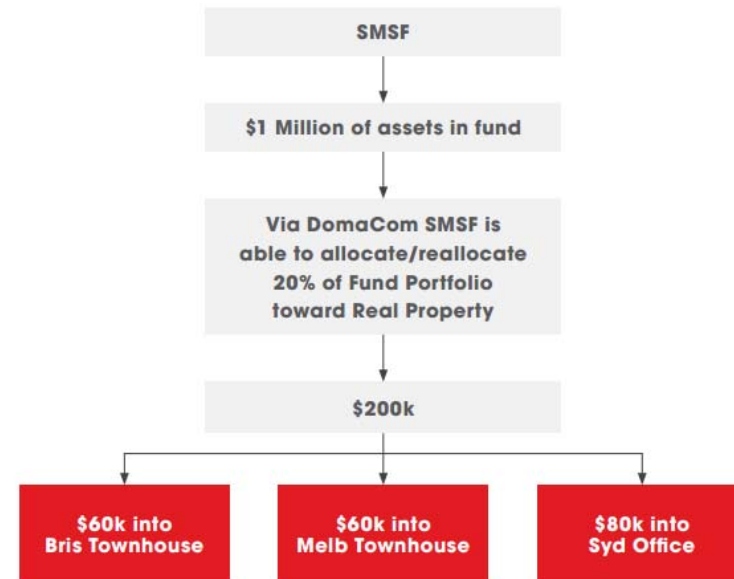 SMSF
$1 Million of assets in fund
Via DomaCom SMSF is
able to allocate/reallocate
20% of Fund Portfolio
toward Real Property
$200k
$60k into
Bris Townhouse
$60k into
Melb Townhouse
$80k into
Syd Office